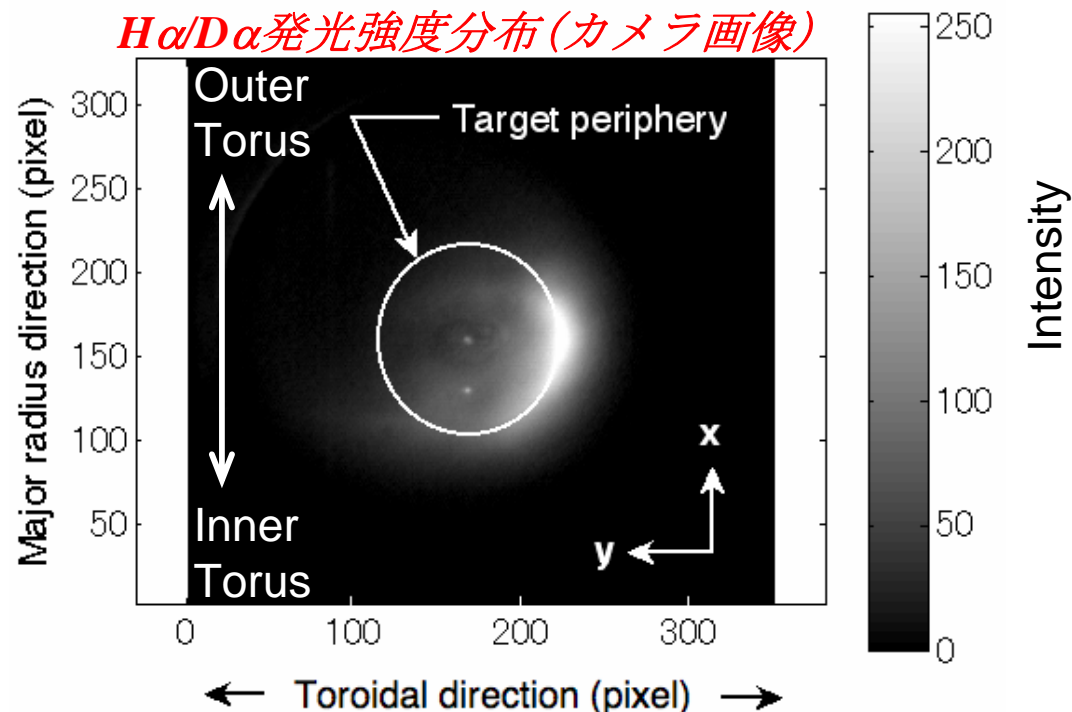 Hα/Dα発光強度分布(カメラ画像)
Outer
Torus
Target periphery
Inner
Torus
x
y
Major radius direction (pixel)
300
250
200
150
100
50
0
100
200
300
Toroidal direction (pixel)
250
200
150
100
50
0
Intensity